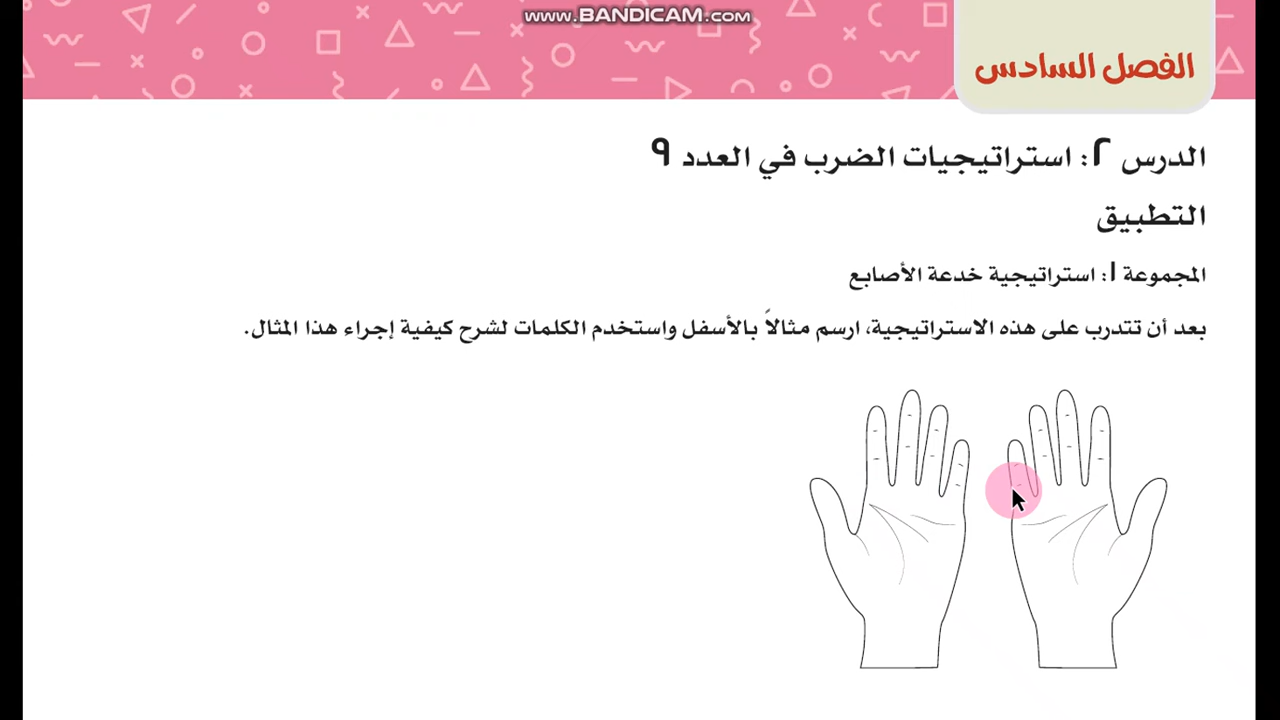 www.BANDICAM.com
الفصل السادس
الدرس ٢: استراتيجيات الضرب في العدد ٩
التطبيق
المجموعة ١: استراتيجية خدعة الأصابع
بعد أن تتدرب على هذه الاستراتيجية، ارسم مثالاً بالأسفل واستخدم الكلمات لشرح كيفية إجراء هذا المثال.